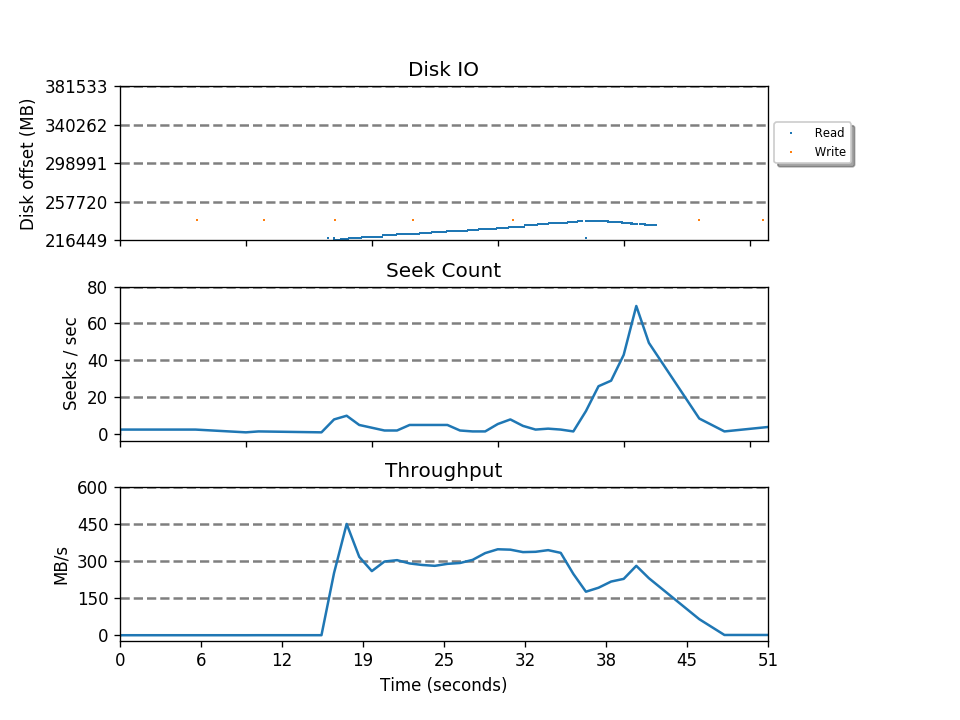 Disk IO
Disk offset (MB)
381533
340262
298991
257720
216449
Read
Write
Seek Count
Seeks / sec
80
60
40
20
0
Throughput
MB/s
600
450
300
150
0
0 6 12 19 25 32 38 45 51
Time (seconds)